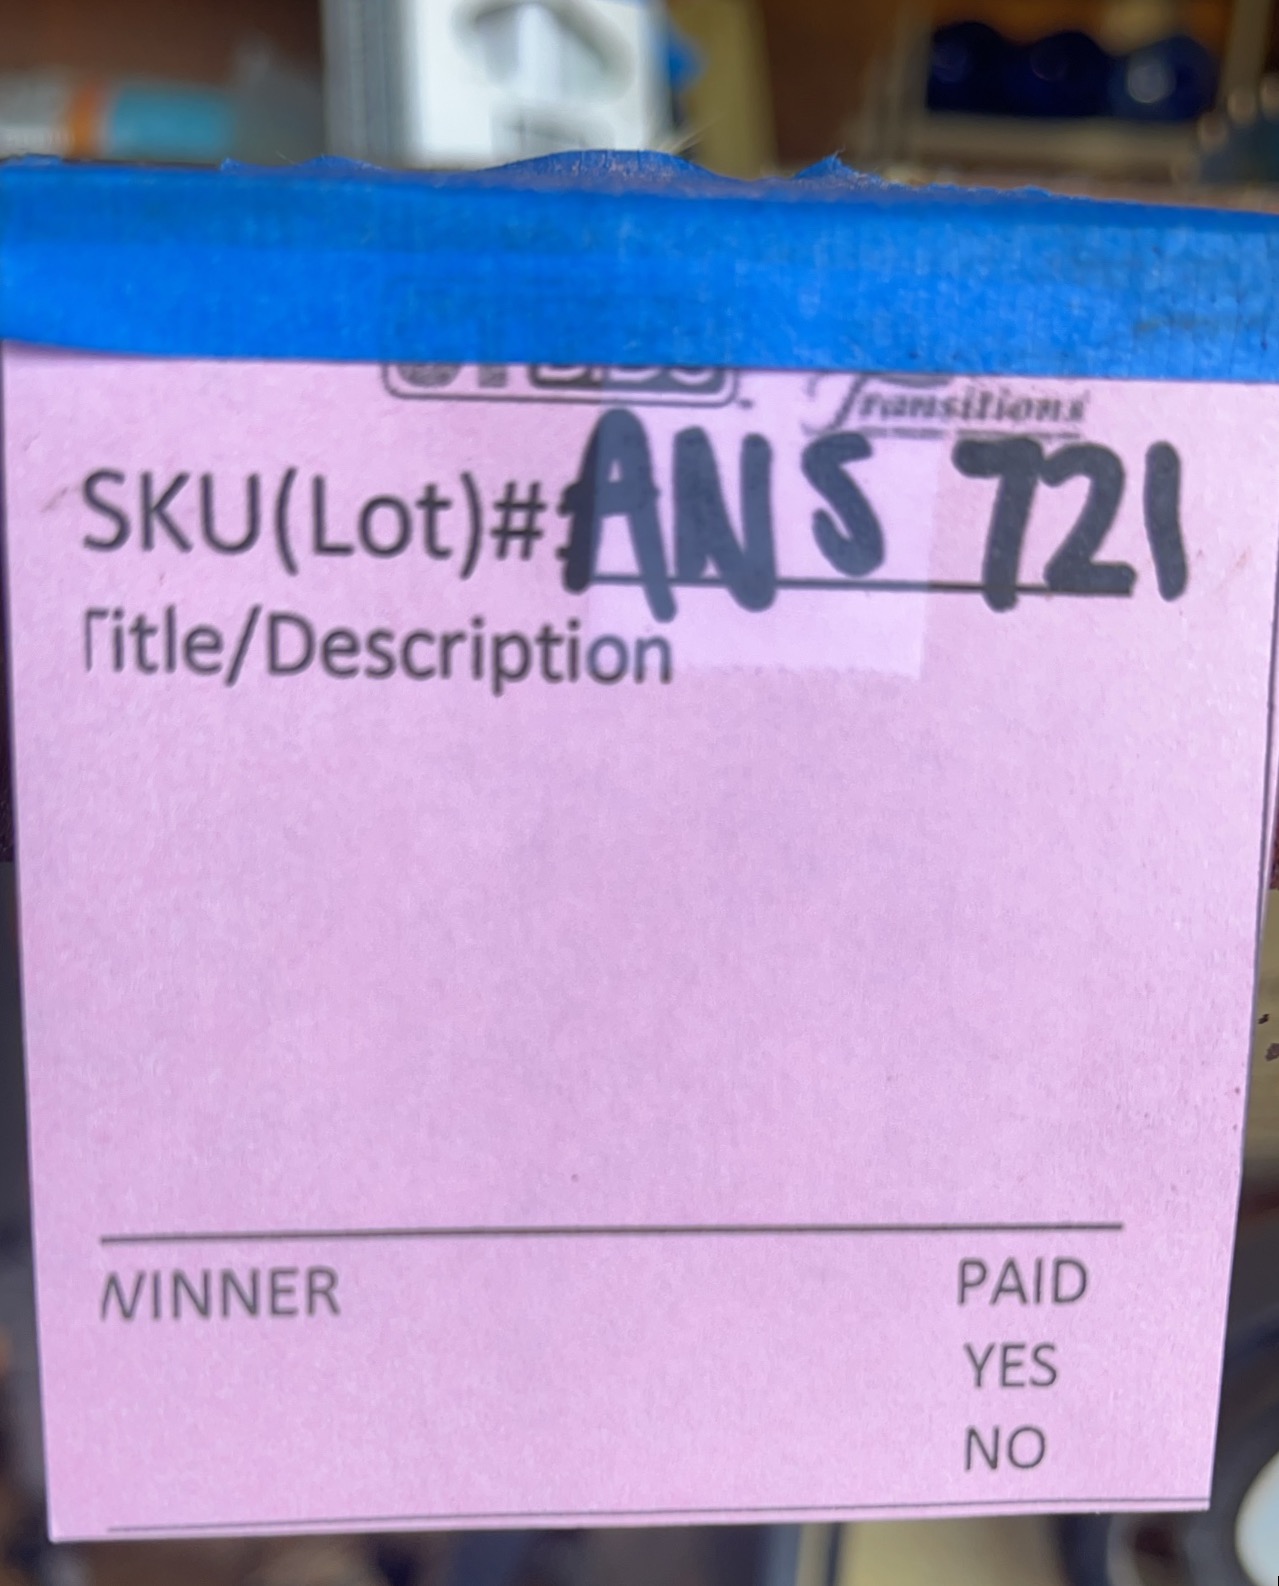 Transitions
SKU(Lot)#: ANS 721
Title/Description
WINNER PAID
YES
NO